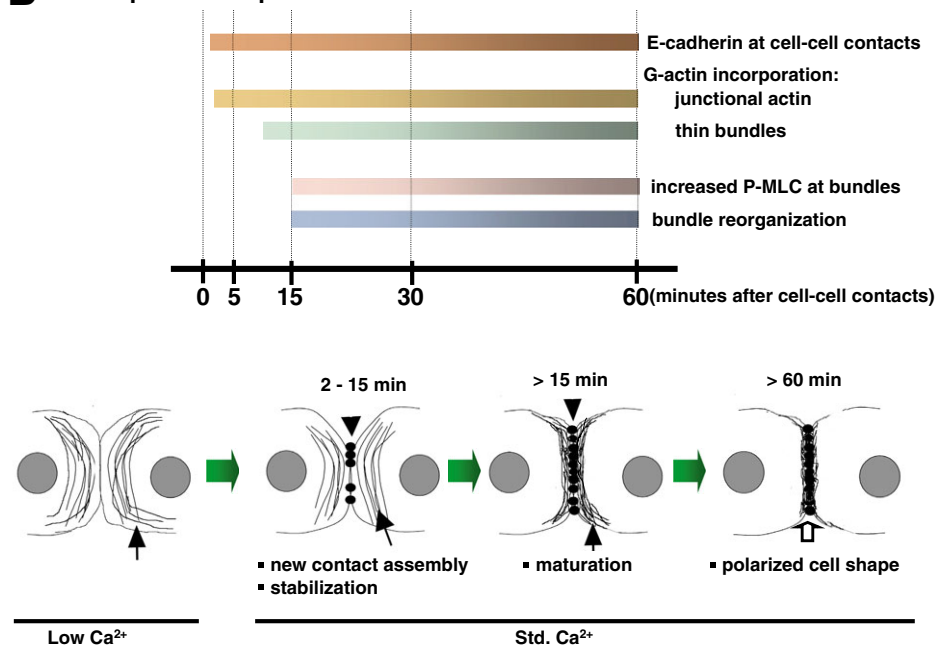 B
E-cadherin at cell-cell contacts
G-actin incorporation:
junctional actin
thin bundles
increased P-MLC at bundles
bundle reorganization
0 5 15 30 60(minutes after cell-cell contacts)
2 - 15 min
> 15 min
> 60 min
▪ new contact assembly
▪ stabilization
▪ maturation
▪ polarized cell shape
Low Ca²⁺
Std. Ca²⁺